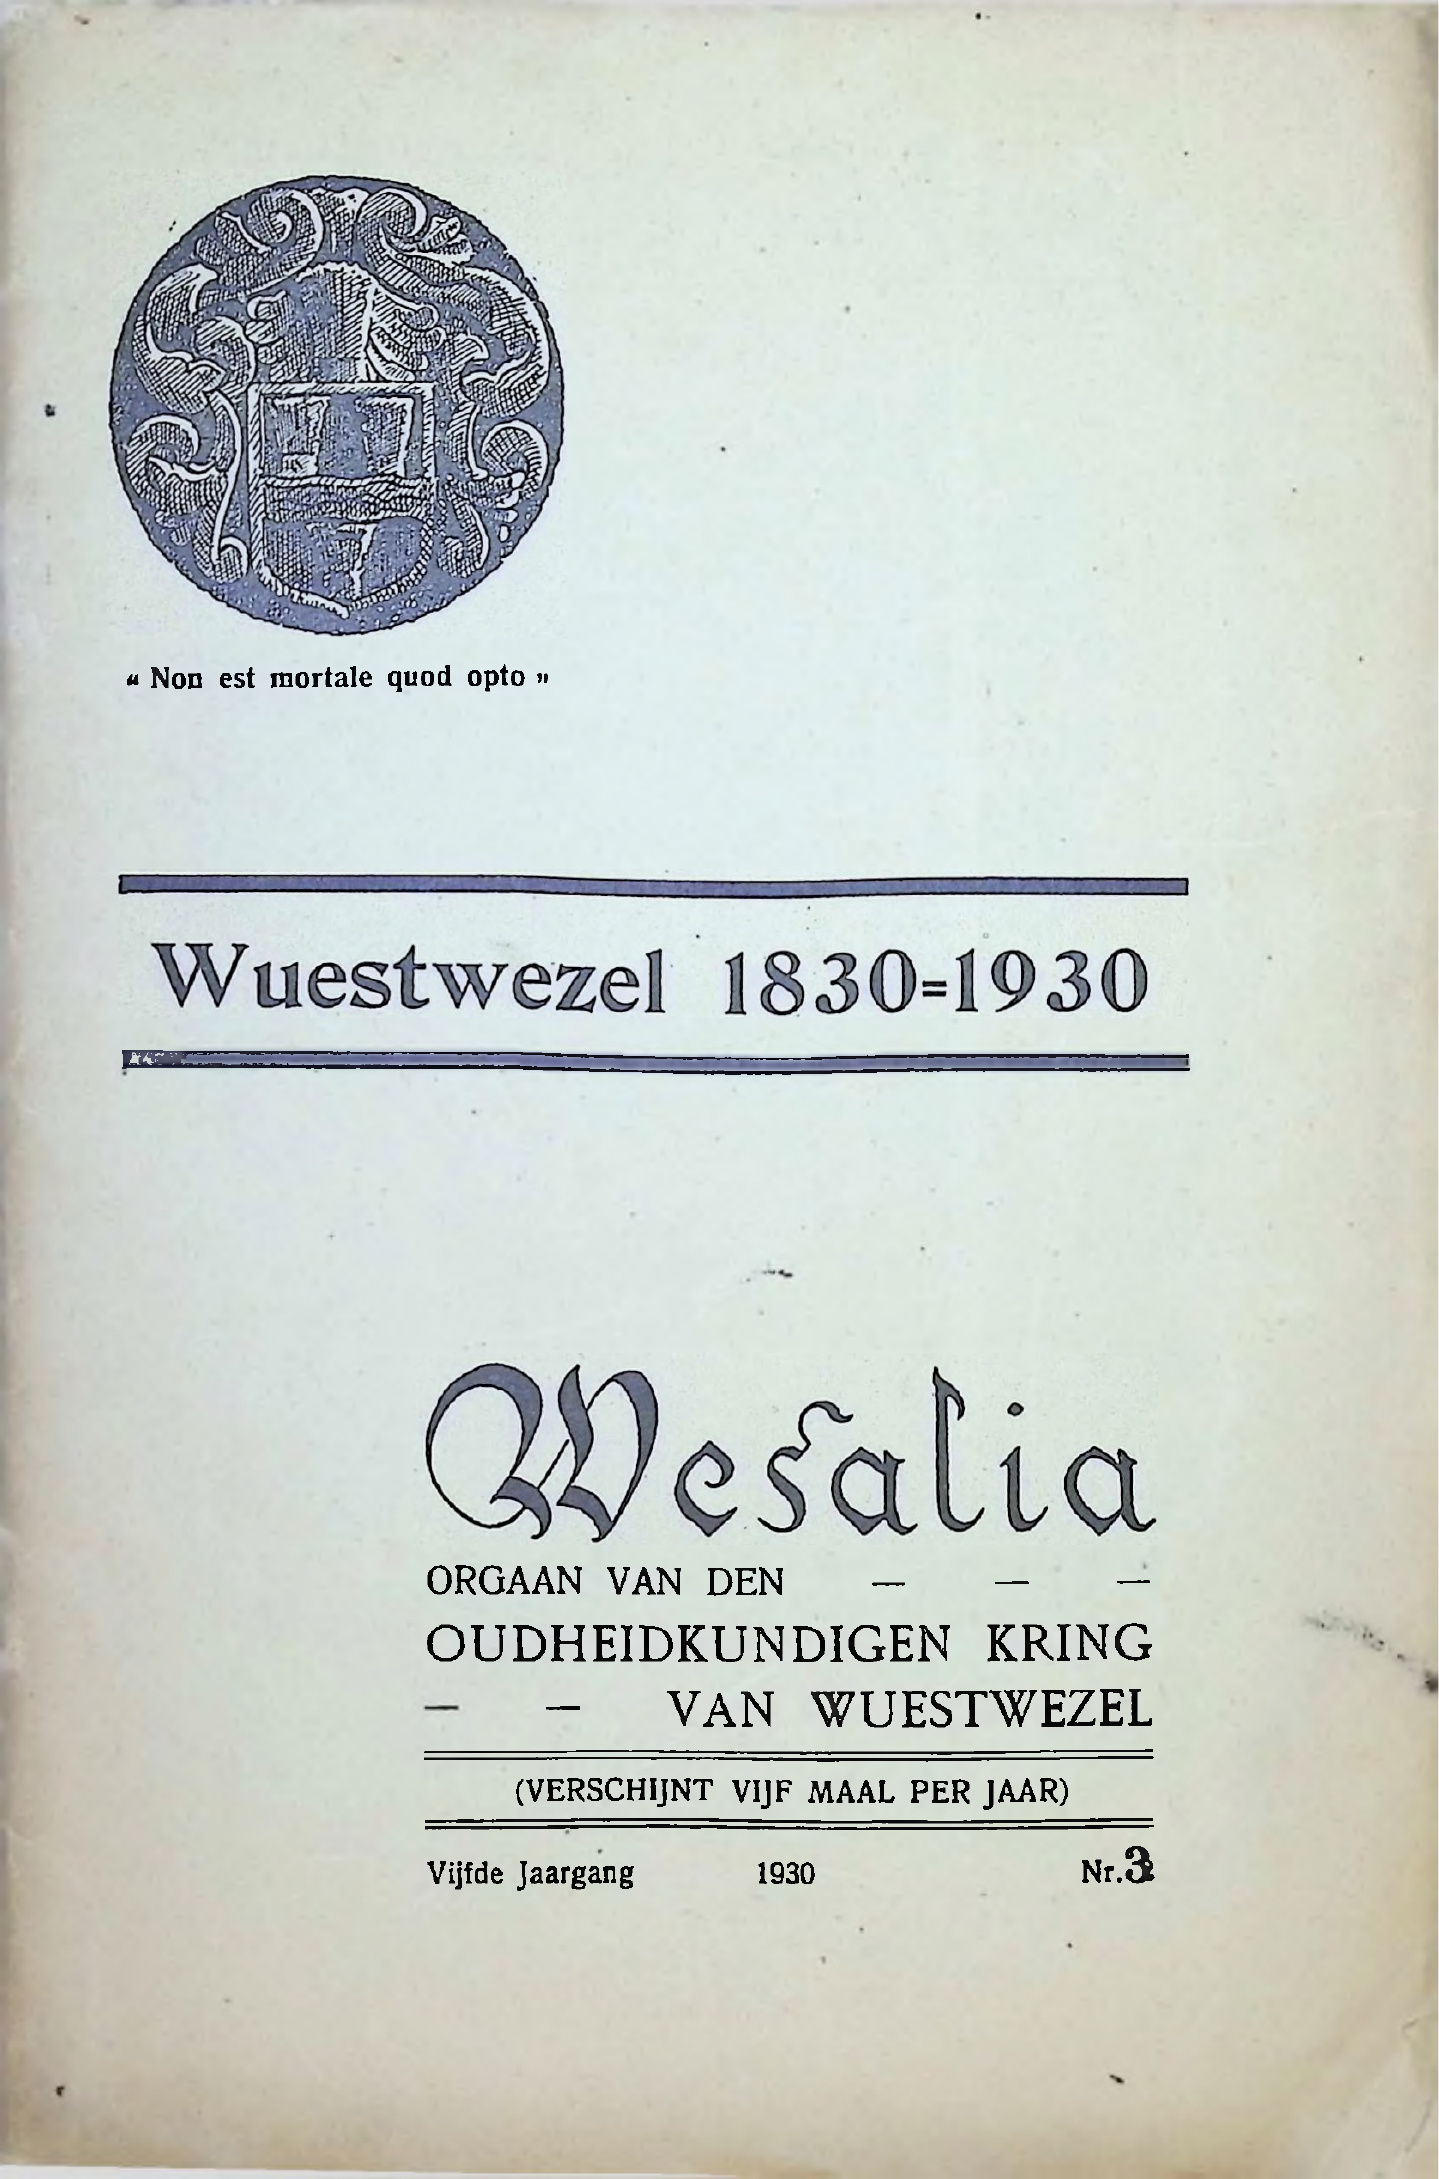 “ Non est mortale quod opto ”
Wuestwezel 1830=1930
Wesalia
ORGAAN VAN DEN — — —
OUDHEIDKUNDIGEN KRING
— — VAN WUESTWEZEL
(VERSCHIJNT VIJF MAAL PER JAAR)
Vijfde Jaargang 1930 Nr.3